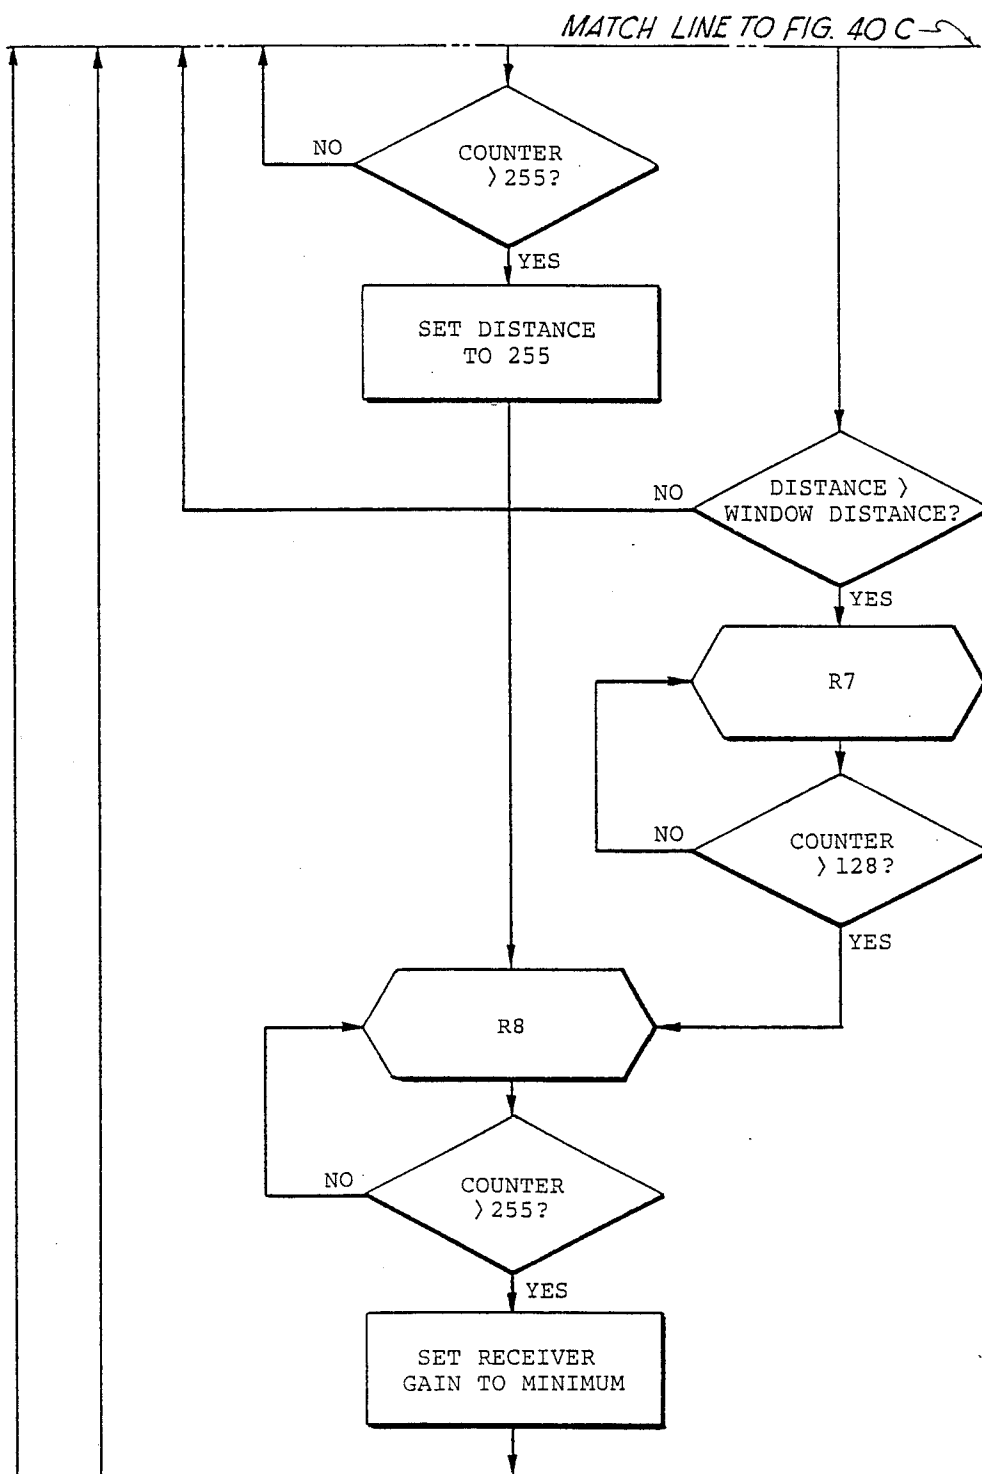 MATCH LINE TO FIG. 40 C
NO
COUNTER
> 255?
YES
SET DISTANCE
TO 255
NO
DISTANCE >
WINDOW DISTANCE?
YES
R7
NO
COUNTER
> 128?
YES
R8
NO
COUNTER
> 255?
YES
SET RECEIVER
GAIN TO MINIMUM